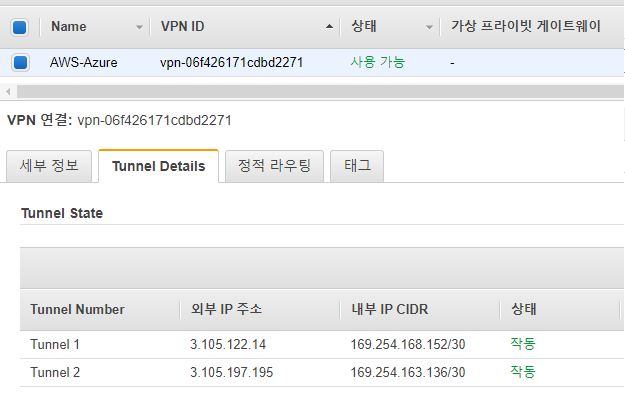 Name VPN ID 상태 가상 프라이빗 게이트웨이
AWS-Azure vpn-06f426171cdbd2271 사용 가능 -
VPN 연결: vpn-06f426171cdbd2271
세부 정보 Tunnel Details 정적 라우팅 태그
Tunnel State
Tunnel Number 외부 IP 주소 내부 IP CIDR 상태
Tunnel 1 3.105.122.14 169.254.168.152/30 작동
Tunnel 2 3.105.197.195 169.254.163.136/30 작동